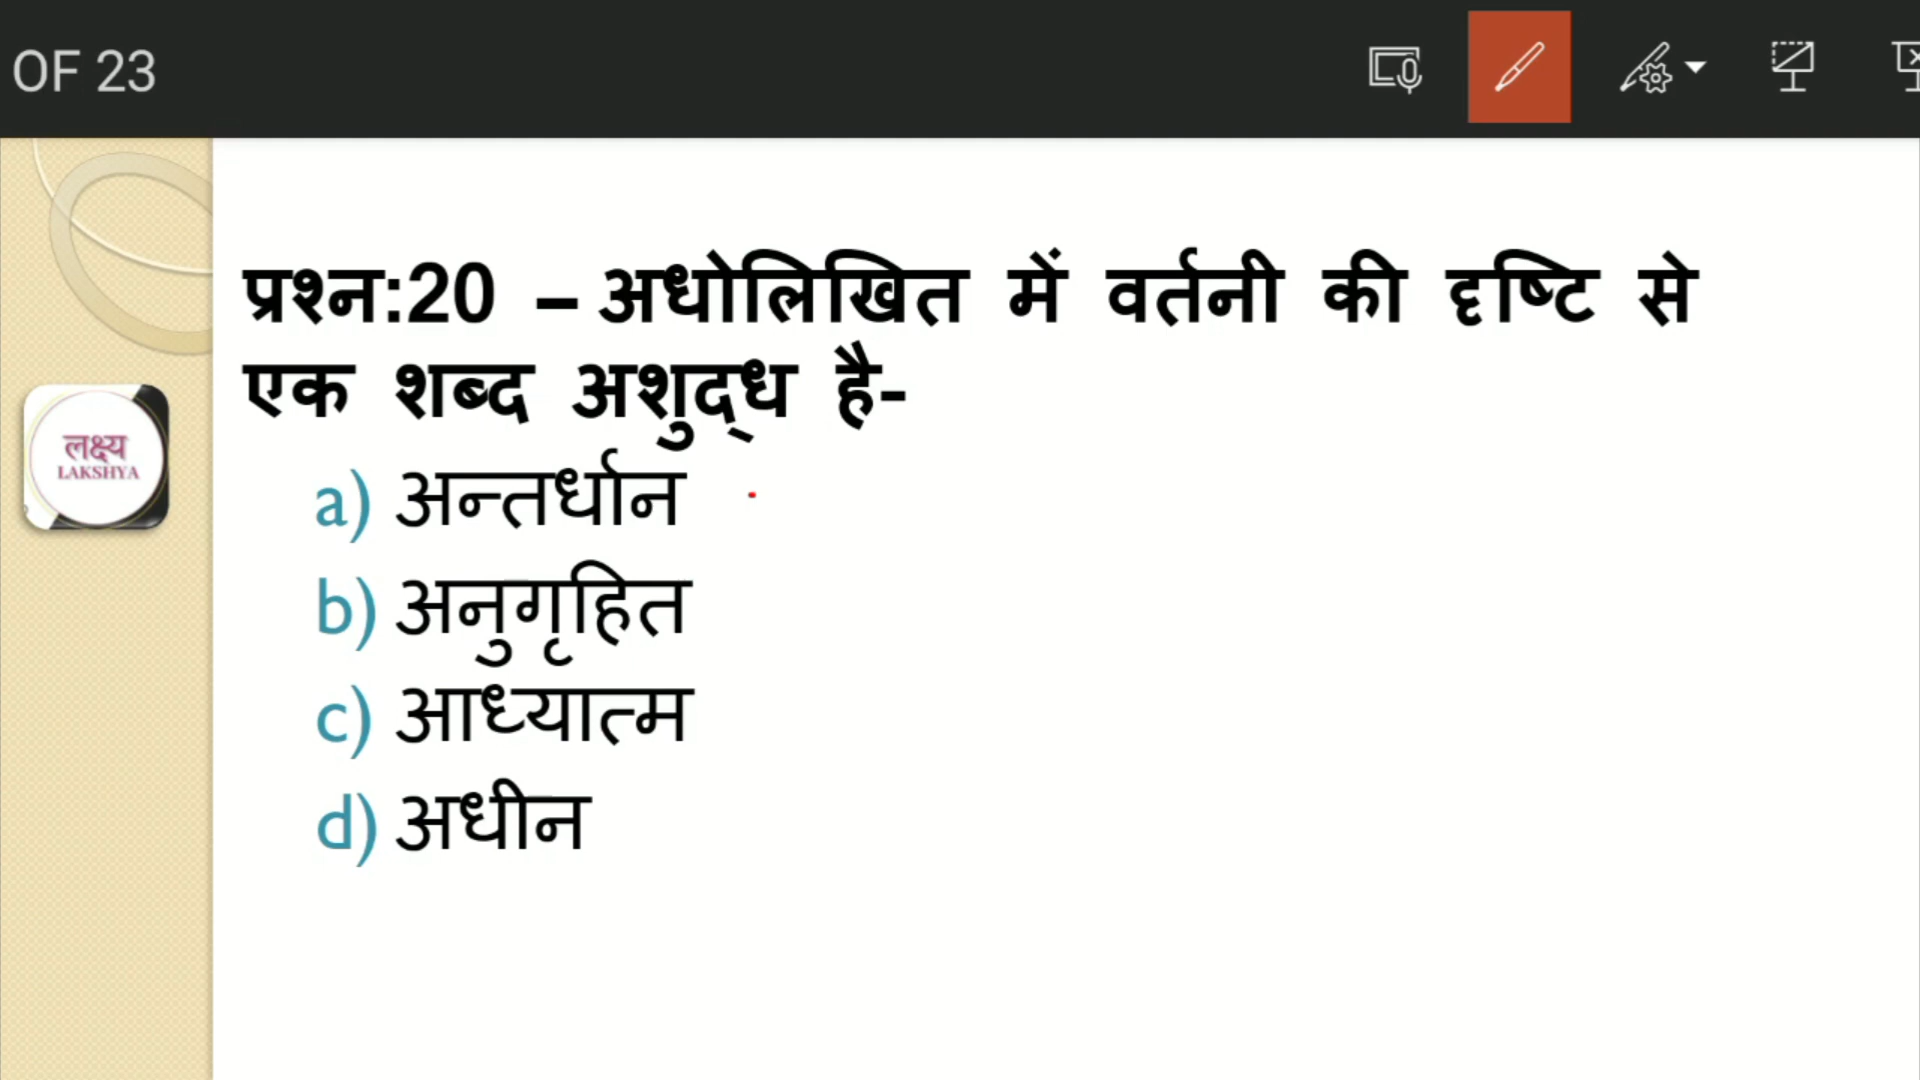 OF 23
प्रश्न:20 – अधोलिखित में वर्तनी की दृष्टि से
एक शब्द अशुद्ध है-
लक्ष्य
LAKSHYA
a) अन्तर्धान
b) अनुगृहित
c) आध्यात्म
d) अधीन